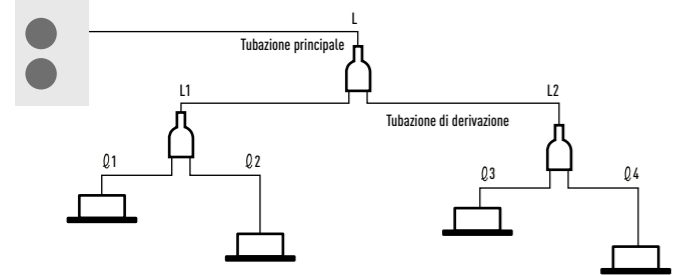 L
Tubazione principale
L1
L2
Tubazione di derivazione
ℓ1
ℓ2
ℓ3
ℓ4